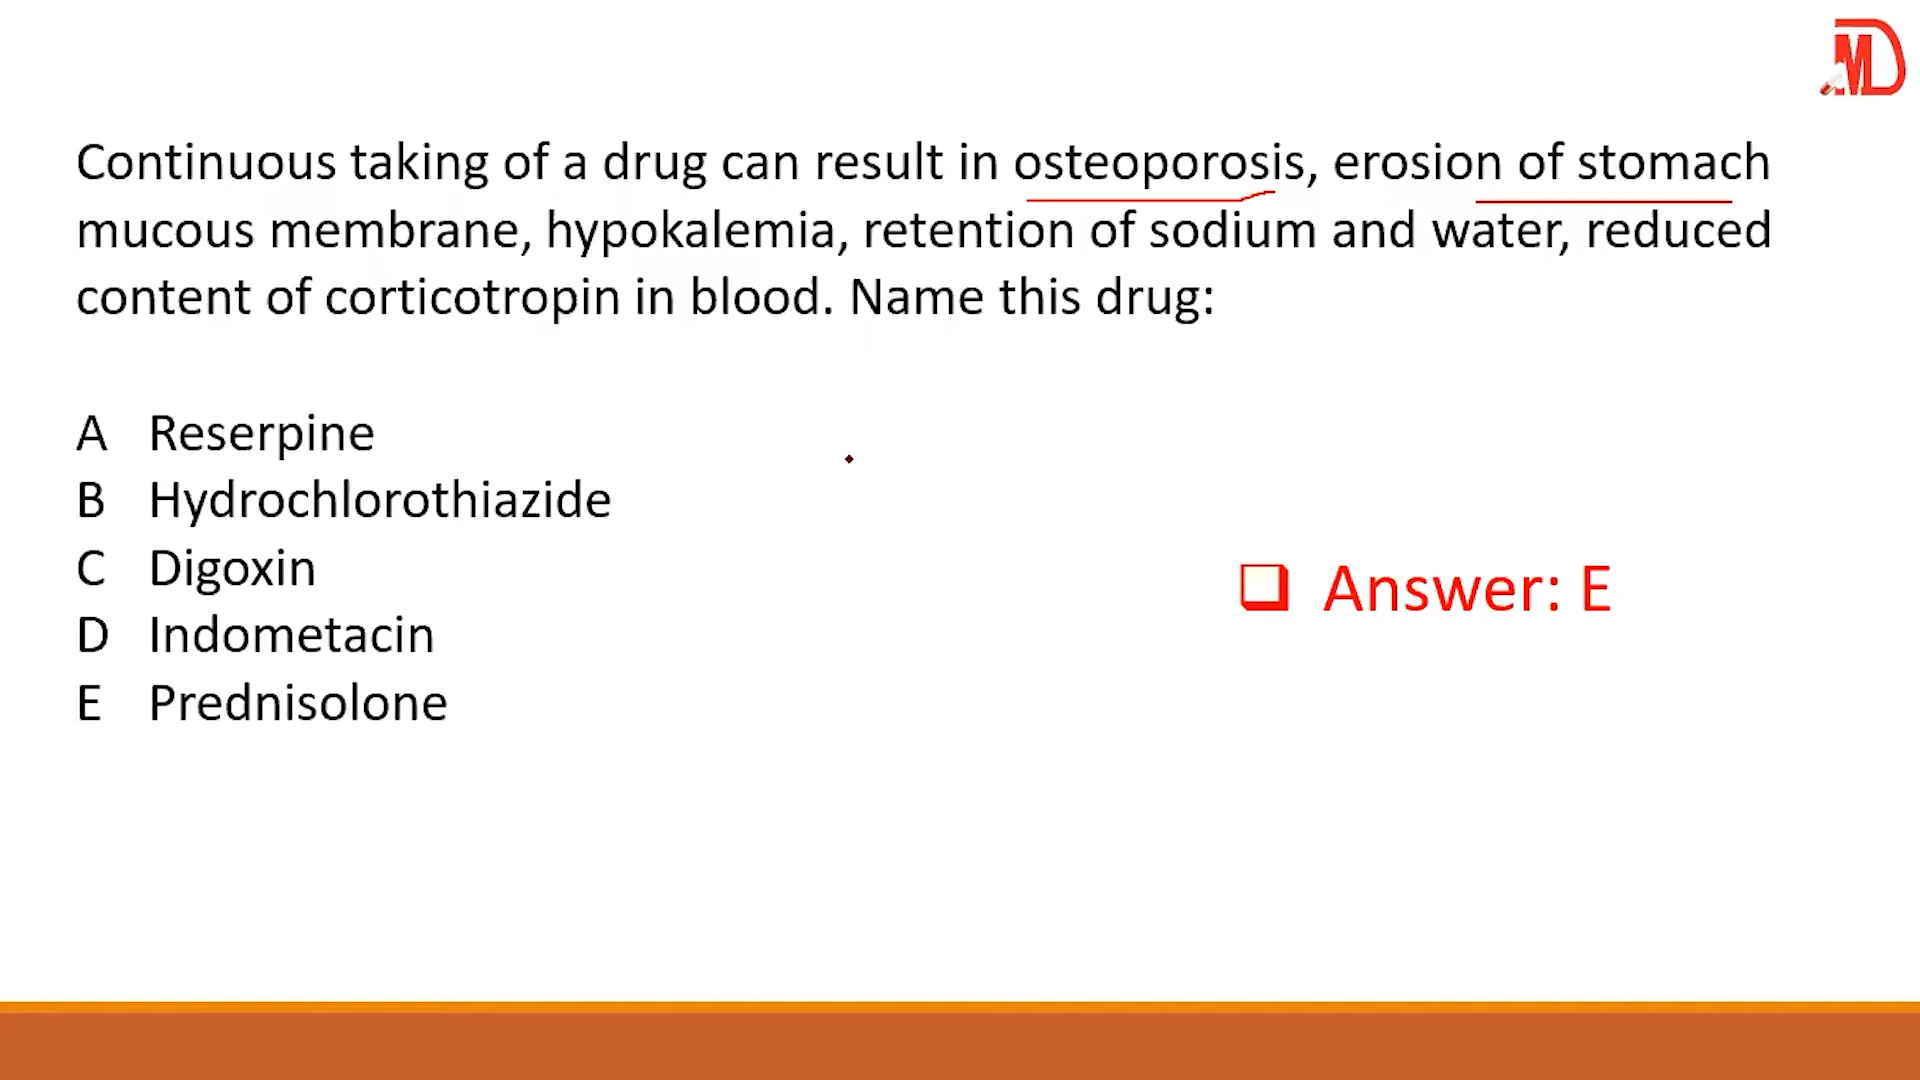 MD
Continuous taking of a drug can result in osteoporosis, erosion of stomach
mucous membrane, hypokalemia, retention of sodium and water, reduced
content of corticotropin in blood. Name this drug:
A Reserpine
B Hydrochlorothiazide
C Digoxin
D Indometacin
E Prednisolone
Answer: E